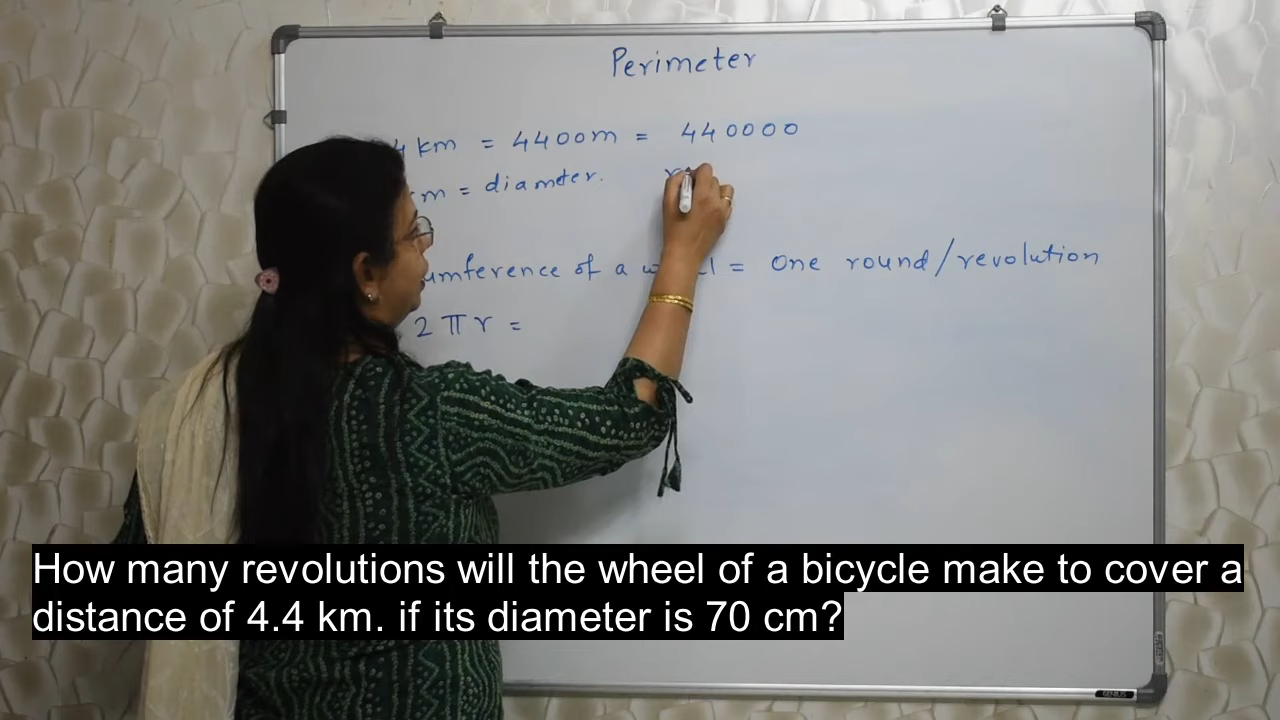 Perimeter
4 km = 4400m = 440000
m = diameter. r
umference of a = One round/revolution
2πr =
How many revolutions will the wheel of a bicycle make to cover a
distance of 4.4 km. if its diameter is 70 cm?